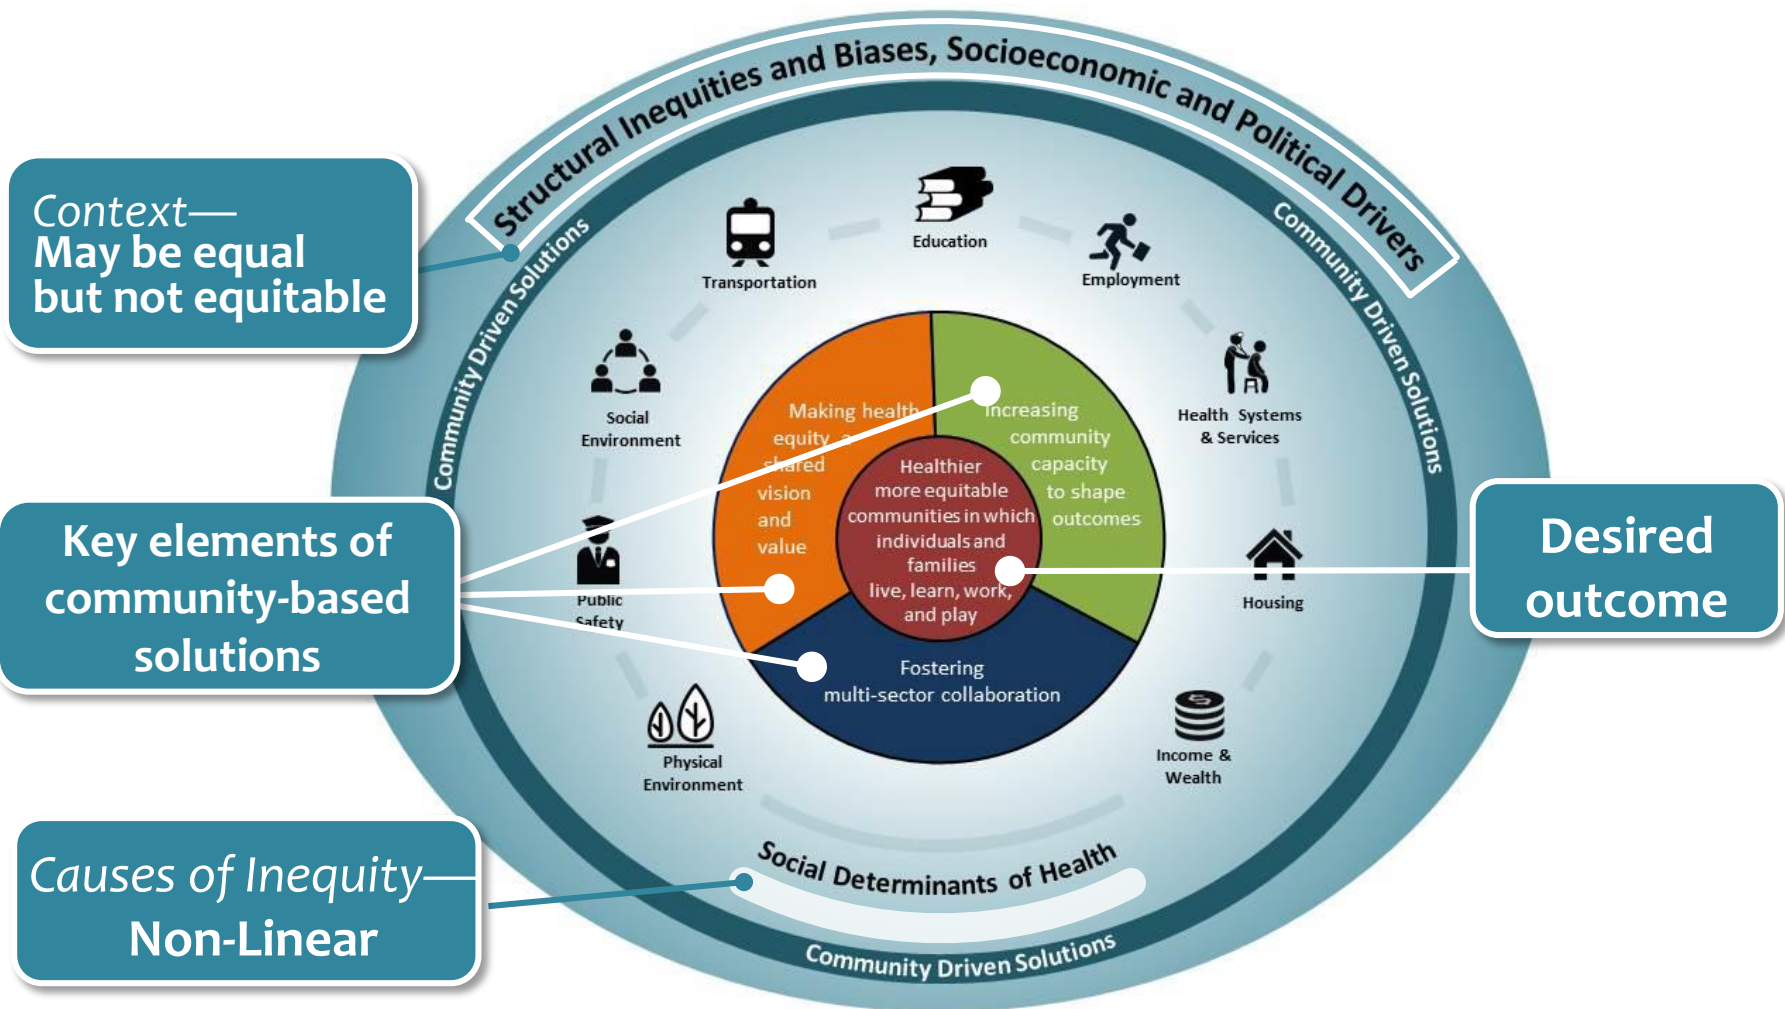 Structural Inequities and Biases, Socioeconomic and Political Drivers
Context—
May be equal
but not equitable
Community Driven Solutions
Community Driven Solutions
Education
Transportation
Employment
Social
Environment
Health Systems
& Services
Making health
equity a
shared
vision
and
value
Increasing
community
capacity
to shape
outcomes
Healthier
more equitable
communities in which
individuals and
families
live, learn, work,
and play
Key elements of
community-based
solutions
Desired
outcome
Public
Safety
Housing
Fostering
multi-sector collaboration
Physical
Environment
Income &
Wealth
Social Determinants of Health
Causes of Inequity—
Non-Linear
Community Driven Solutions